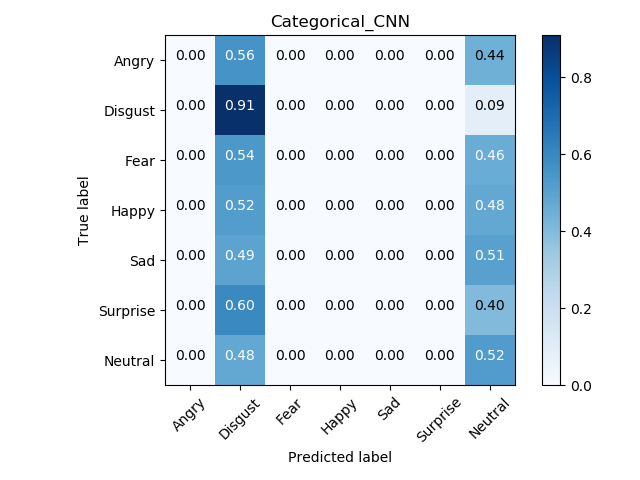 Categorical_CNN
True label
Angry 0.00 0.56 0.00 0.00 0.00 0.00 0.44
Disgust 0.00 0.91 0.00 0.00 0.00 0.00 0.09
Fear 0.00 0.54 0.00 0.00 0.00 0.00 0.46
Happy 0.00 0.52 0.00 0.00 0.00 0.00 0.48
Sad 0.00 0.49 0.00 0.00 0.00 0.00 0.51
Surprise 0.00 0.60 0.00 0.00 0.00 0.00 0.40
Neutral 0.00 0.48 0.00 0.00 0.00 0.00 0.52
Angry Disgust Fear Happy Sad Surprise Neutral
Predicted label
0.8
0.6
0.4
0.2
0.0